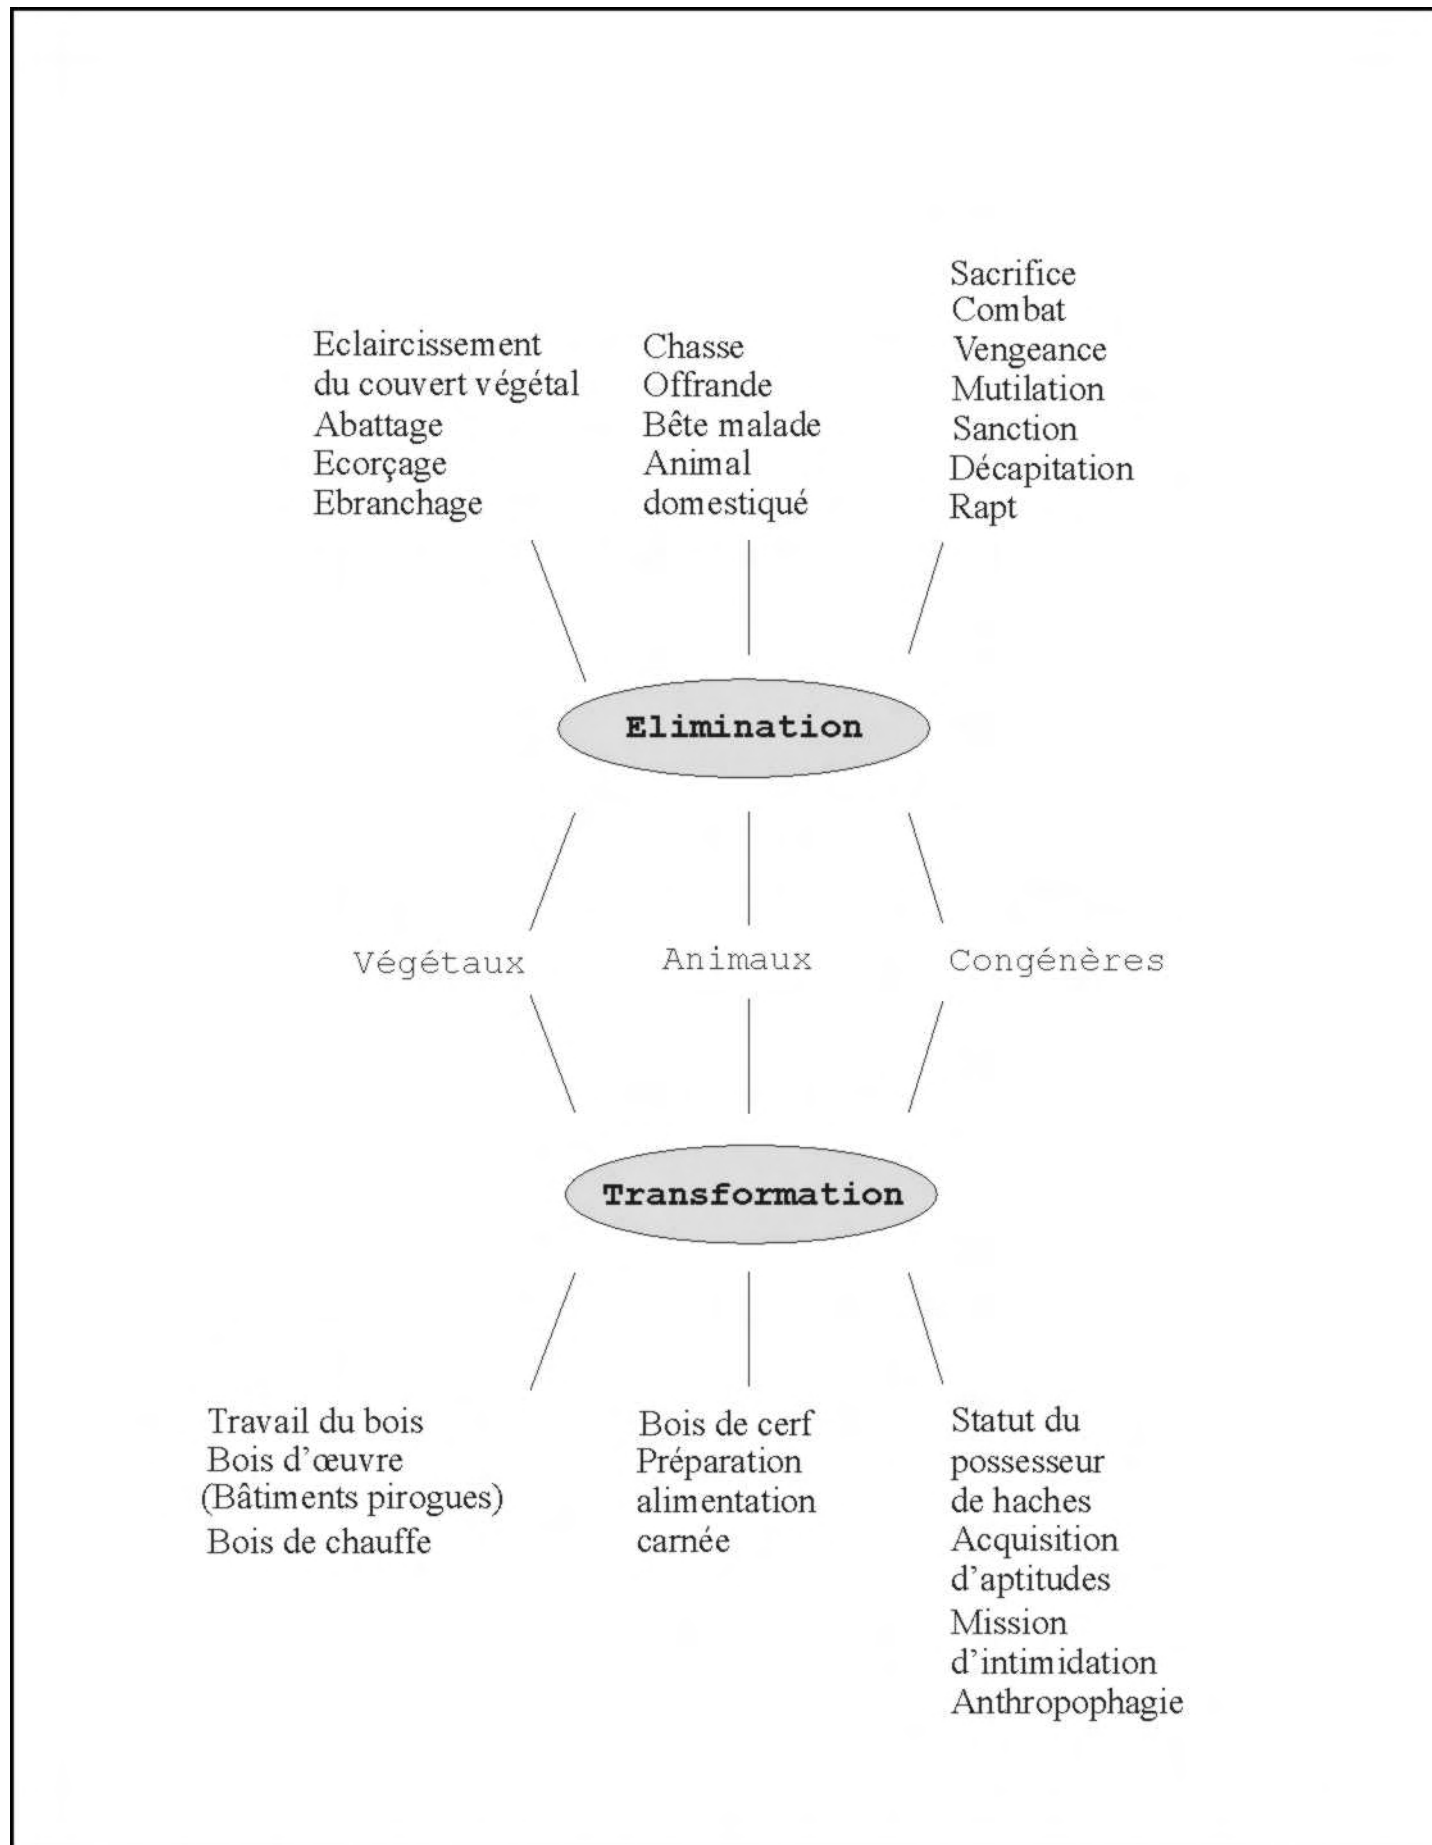 Eclaircissement
du couvert végétal
Abattage
Ecorçage
Ebranchage
Chasse
Offrande
Bête malade
Animal
domestiqué
Sacrifice
Combat
Vengeance
Mutilation
Sanction
Décapitation
Rapt
Elimination
Végétaux
Animaux
Congénères
Transformation
Travail du bois
Bois d’œuvre
(Bâtiments pirogues)
Bois de chauffe
Bois de cerf
Préparation
alimentation
carnée
Statut du
possesseur
de haches
Acquisition
d’aptitudes
Mission
d’intimidation
Anthropophagie